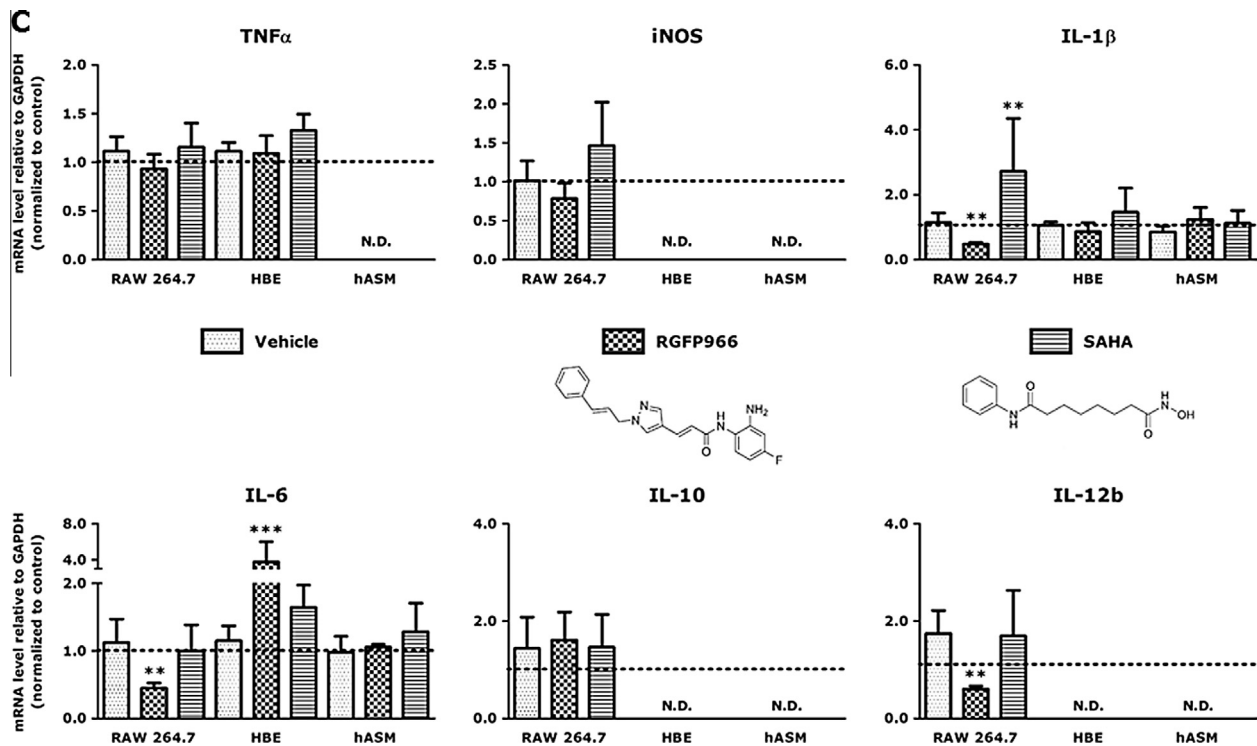 C
TNFα
iNOS
IL-1β
mRNA level relative to GAPDH
(normalized to control)
2.0
1.5
1.0
0.5
0.0
N.D.
RAW 264.7 HBE hASM
2.5
2.0
1.5
1.0
0.5
0.0
N.D. N.D.
RAW 264.7 HBE hASM
6.0
4.0
2.0
0.0
** **
RAW 264.7 HBE hASM
Vehicle
RGFP966
SAHA
N
N
H
N
O
NH2
F
O
N
H
O
H
N
OH
IL-6
IL-10
IL-12b
mRNA level relative to GAPDH
(normalized to control)
8.0
4.0
2.0
1.0
0.0
** ***
RAW 264.7 HBE hASM
4.0
2.0
0.0
N.D. N.D.
RAW 264.7 HBE hASM
4.0
2.0
0.0
** N.D. N.D.
RAW 264.7 HBE hASM